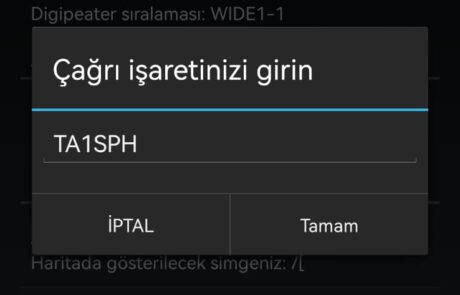 Digipeater sıralaması: WIDE1-1
Çağrı işaretinizi girin
TA1SPH
İPTAL
Tamam
Haritada gösterilecek simgeniz: /[